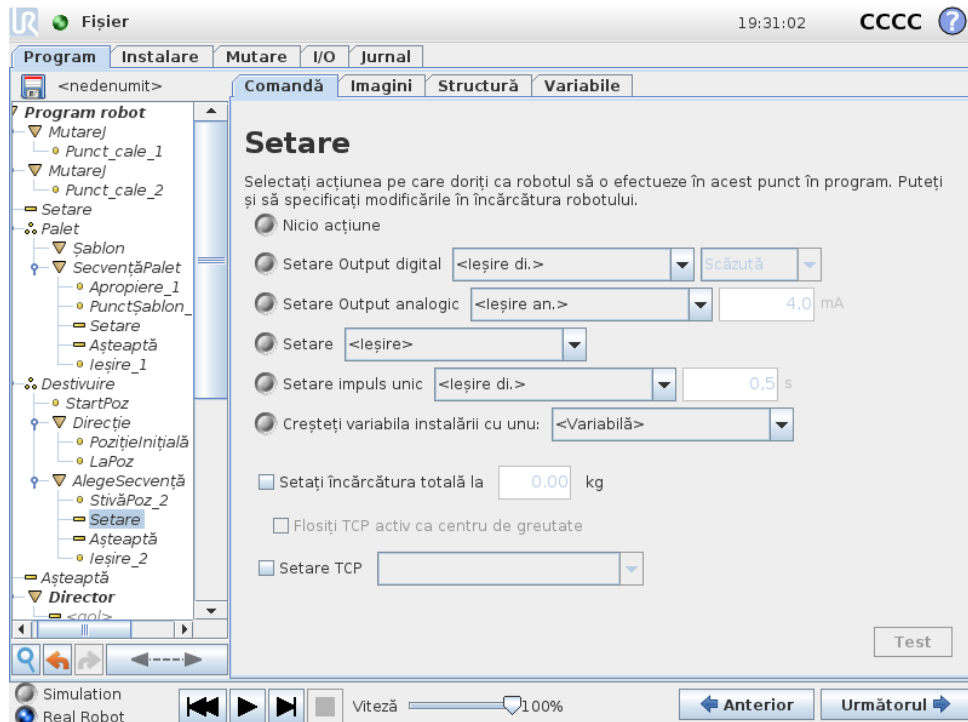 UR Fișier 19:31:02 CCCC ?
Program Instalare Mutare I/O Jurnal
<nedenumit>
Comandă Imagini Structură Variabile
Program robot
MutareJ
Punct_cale_1
MutareJ
Punct_cale_2
Setare
Palet
Șablon
SecvențăPalet
Apropiere_1
PunctȘablon_
Setare
Așteaptă
Ieșire_1
Destivuire
StartPoz
Direcție
PozițieInițială
LaPoz
AlegeSecvență
StivăPoz_2
Setare
Așteaptă
Ieșire_2
Așteaptă
Director
<gol>
Setare
Selectați acțiunea pe care doriți ca robotul să o efectueze în acest punct în program. Puteți
și să specificați modificările în încărcătura robotului.
Nicio acțiune
Setare Output digital <Ieșire di.> Scăzută
Setare Output analogic <Ieșire an.> 4,0 mA
Setare <Ieșire>
Setare impuls unic <Ieșire di.> 0,5 s
Creșteți variabila instalării cu unu: <Variabilă>
Setați încărcătura totală la 0.00 kg
Flosiți TCP activ ca centru de greutate
Setare TCP
Test
Simulation
Real Robot
Viteză 100%
Anterior Următorul